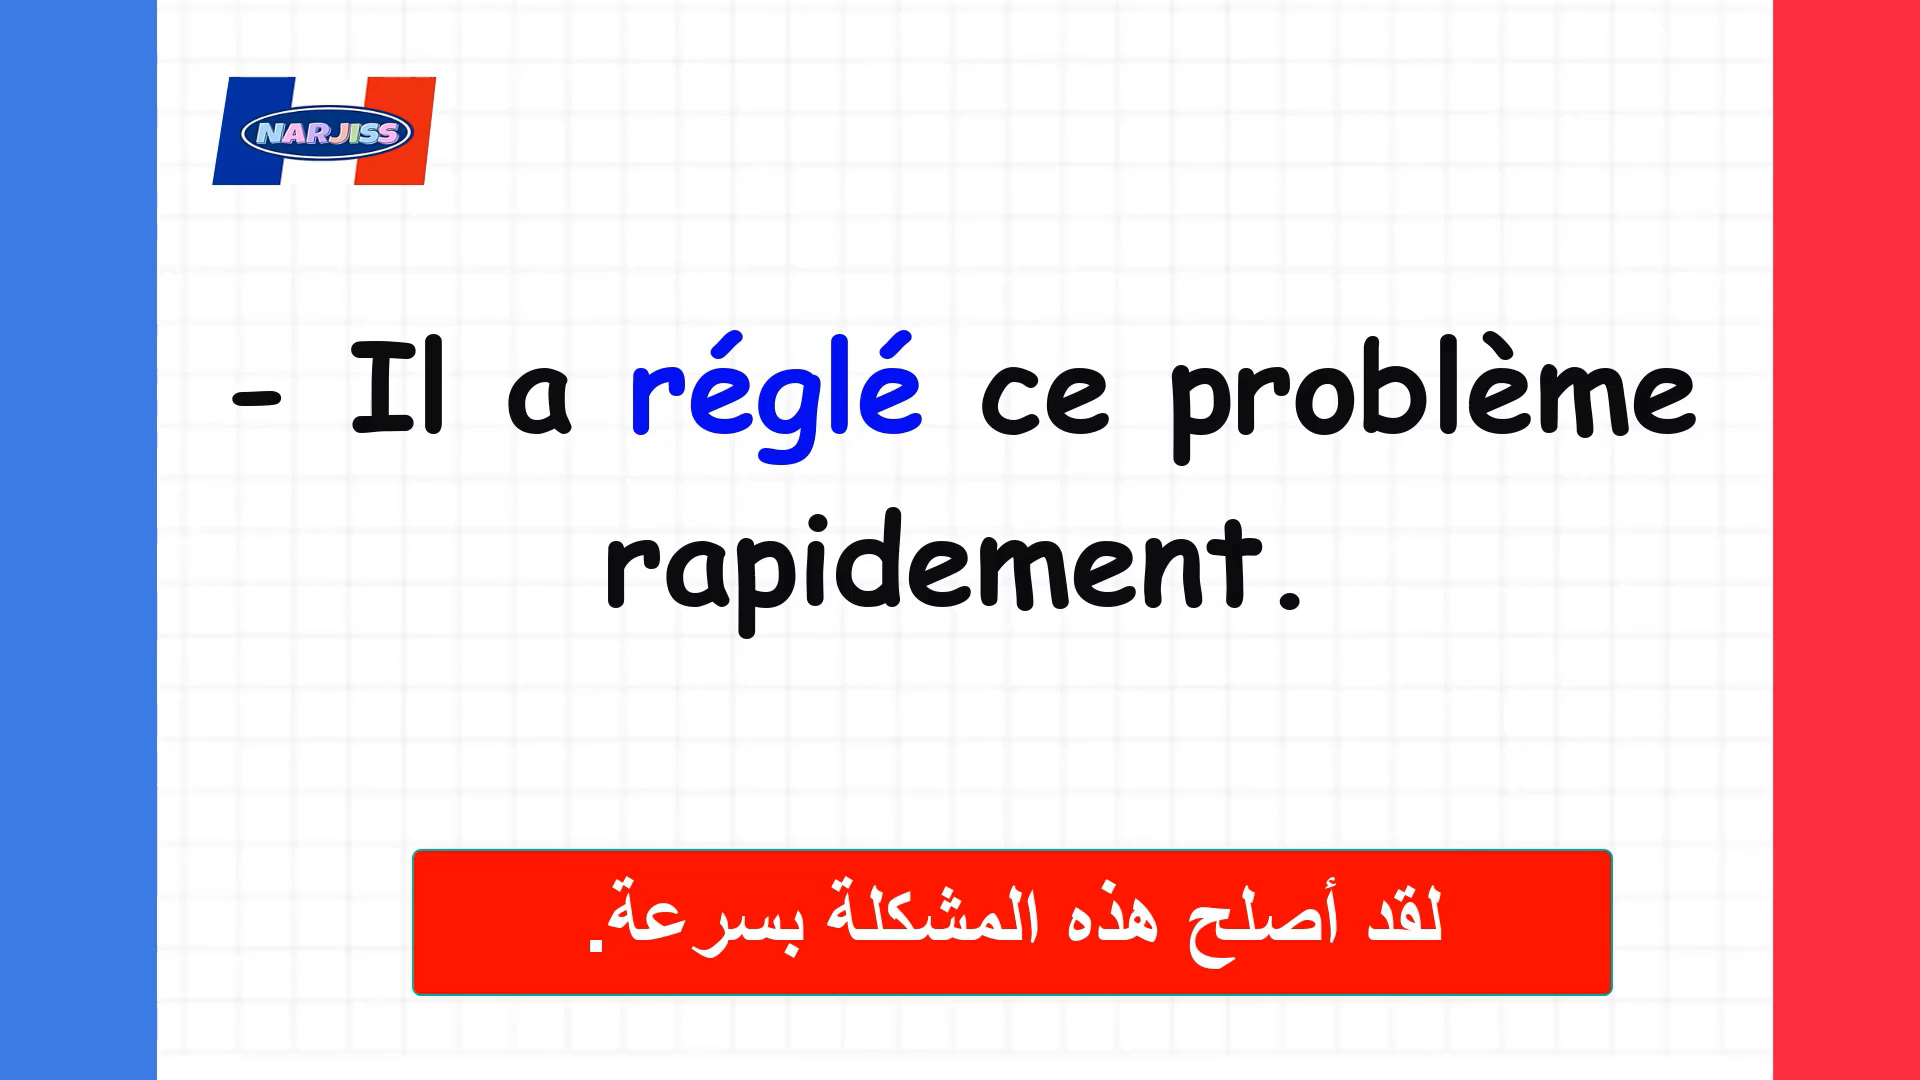 NARJISS
- Il a réglé ce problème
rapidement.
لقد أصلح هذه المشكلة بسرعة.